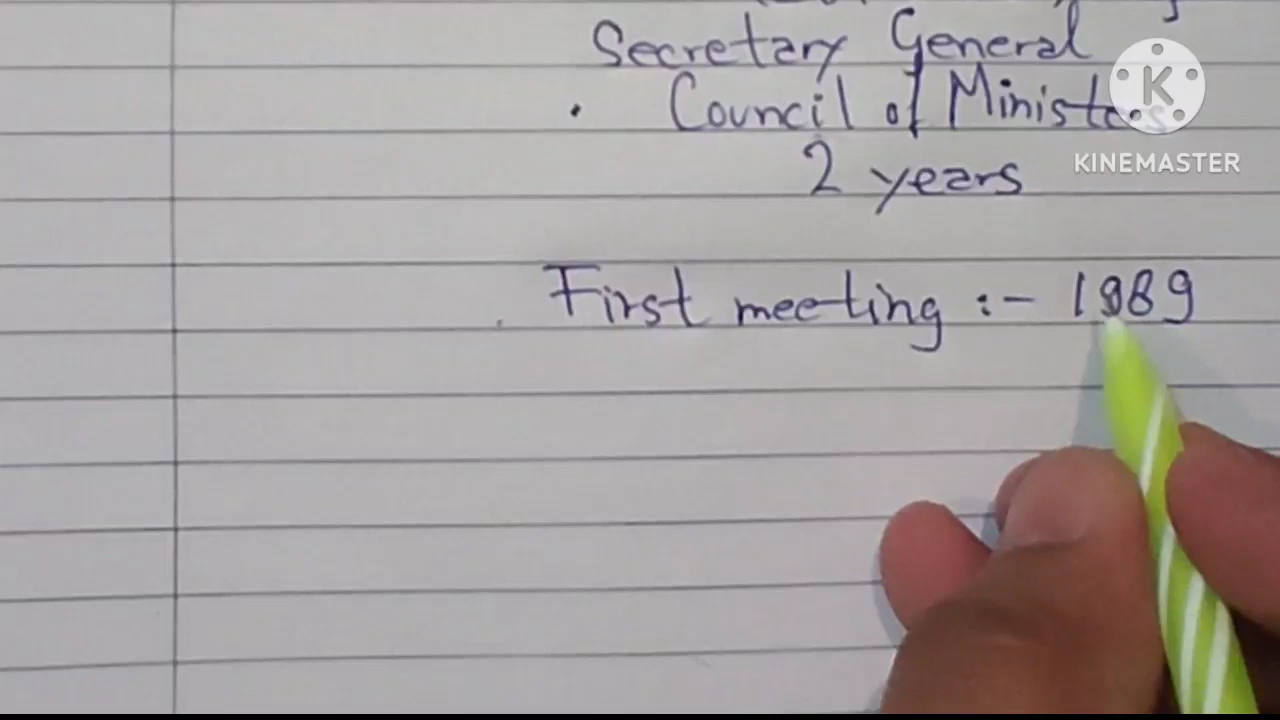 Secretary General
. Council of Ministers
2 years
First meeting :- 1989
K
KINEMASTER